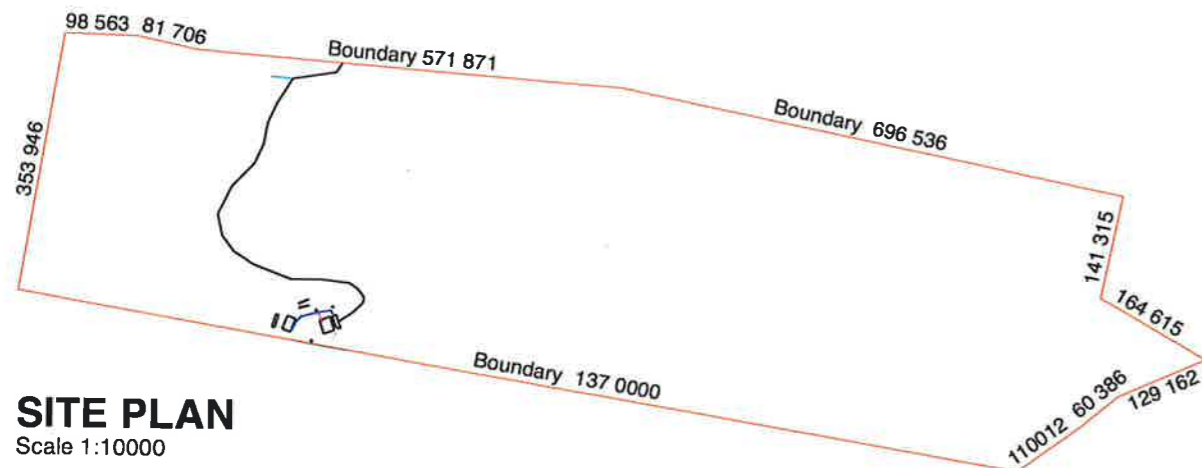 98 563 81 706
Boundary 571 871
Boundary 696 536
353 946
141 315
164 615
129 162
60 386
110012
Boundary 137 0000
SITE PLAN
Scale 1:10000